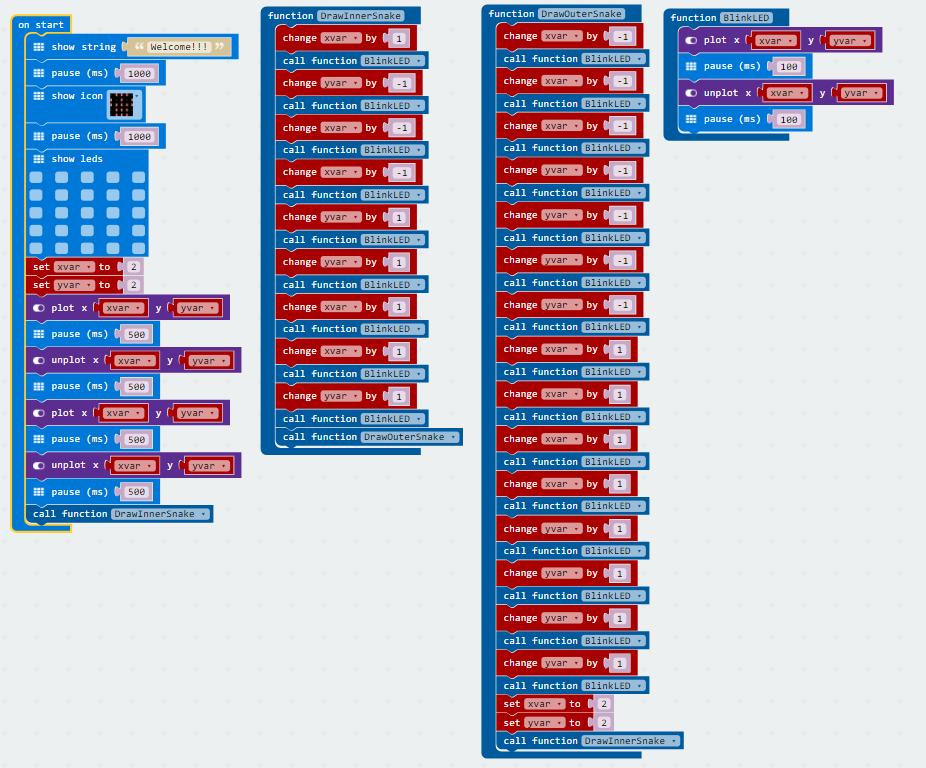 on start
show string “ Welcome!!! ”
pause (ms) 1000
show icon
pause (ms) 1000
show leds
set xvar to 2
set yvar to 2
plot x xvar y yvar
pause (ms) 500
unplot x xvar y yvar
pause (ms) 500
plot x xvar y yvar
pause (ms) 500
unplot x xvar y yvar
pause (ms) 500
call function DrawInnerSnake
function DrawInnerSnake
change xvar by 1
call function BlinkLED
change yvar by -1
call function BlinkLED
change xvar by -1
call function BlinkLED
change xvar by -1
call function BlinkLED
change yvar by 1
call function BlinkLED
change yvar by 1
call function BlinkLED
change xvar by 1
call function BlinkLED
change xvar by 1
call function BlinkLED
change yvar by 1
call function BlinkLED
call function DrawOuterSnake
function DrawOuterSnake
change xvar by -1
call function BlinkLED
change xvar by -1
call function BlinkLED
change xvar by -1
call function BlinkLED
change yvar by -1
call function BlinkLED
change yvar by -1
call function BlinkLED
change yvar by -1
call function BlinkLED
change yvar by -1
call function BlinkLED
change xvar by 1
call function BlinkLED
change xvar by 1
call function BlinkLED
change xvar by 1
call function BlinkLED
change xvar by 1
call function BlinkLED
change yvar by 1
call function BlinkLED
change yvar by 1
call function BlinkLED
change yvar by 1
call function BlinkLED
change yvar by 1
call function BlinkLED
set xvar to 2
set yvar to 2
call function DrawInnerSnake
function BlinkLED
plot x xvar y yvar
pause (ms) 100
unplot x xvar y yvar
pause (ms) 100